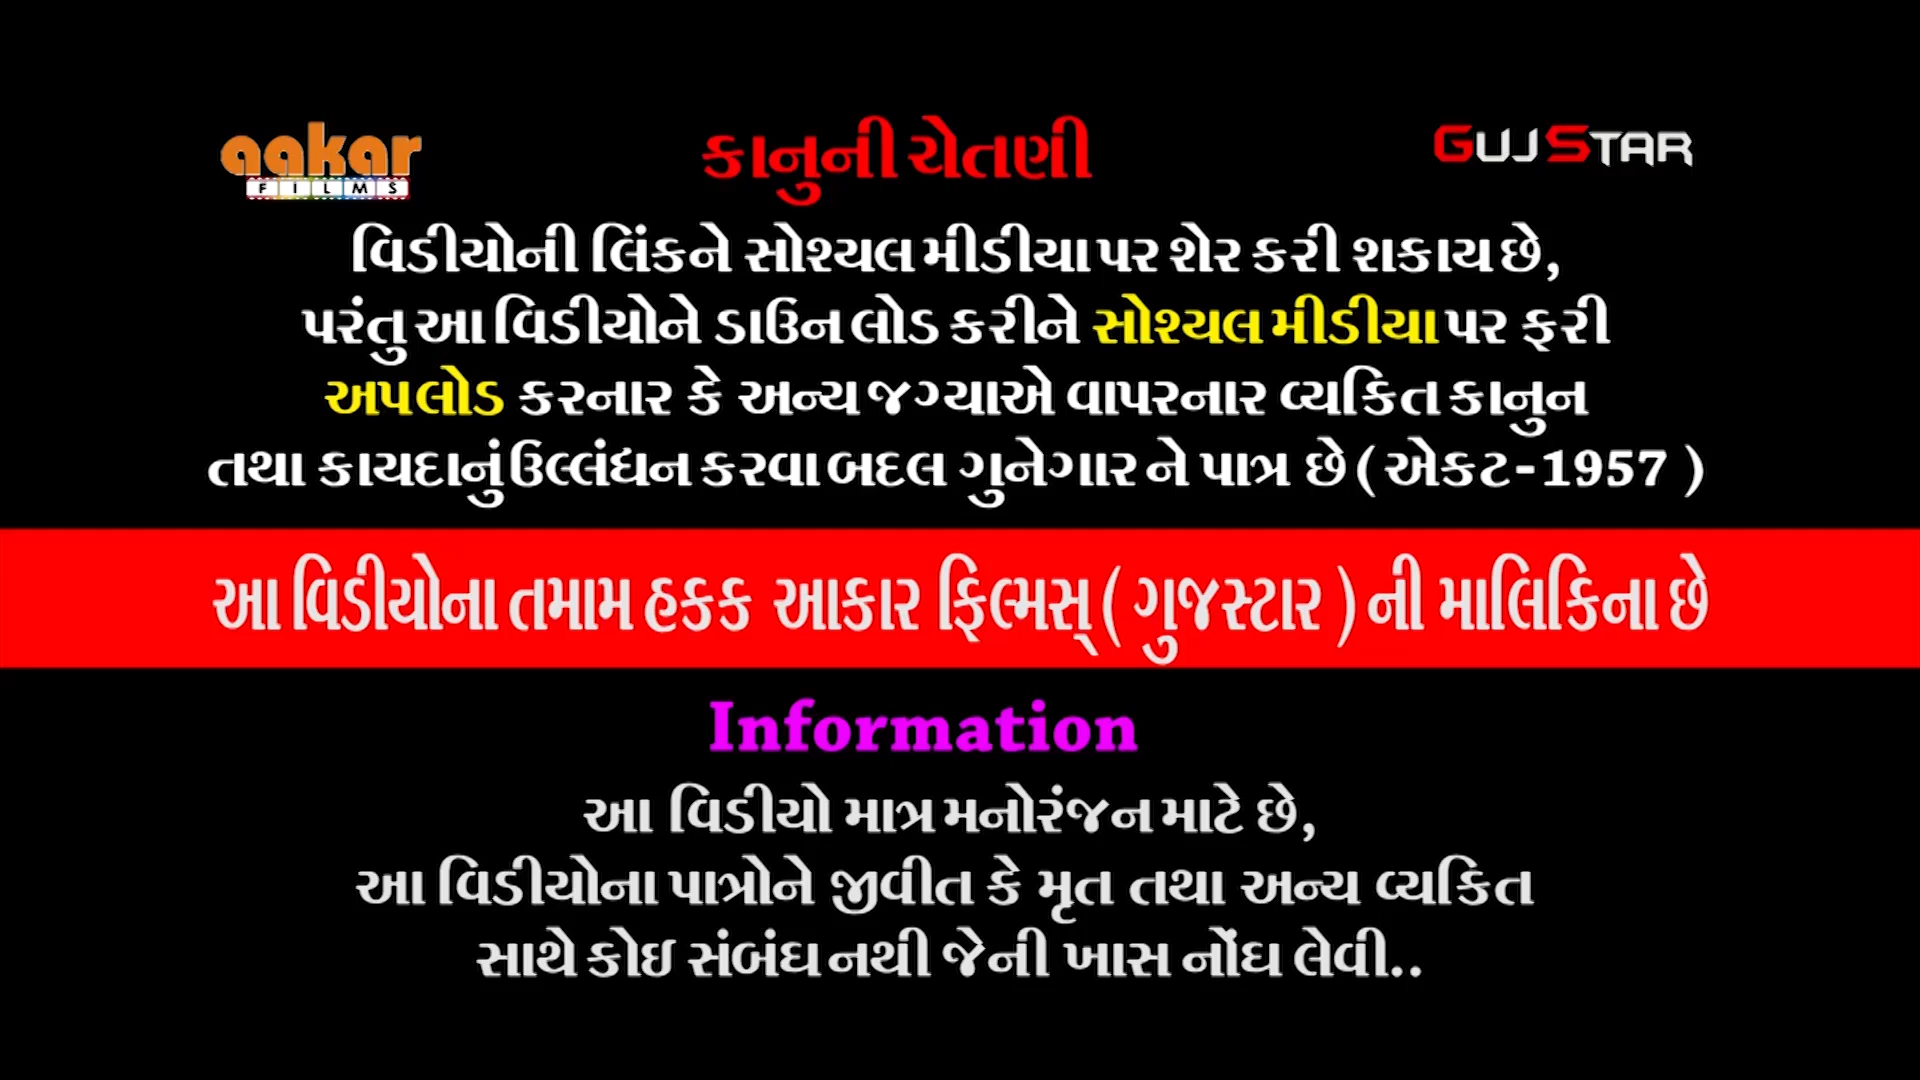 aakar
FILMS
કાનુની ચેતણી
GUJSTAR
વિડીયોની લિંકને સોશ્યલ મીડીયા પર શેર કરી શકાય છે,
પરંતુ આ વિડીયોને ડાઉન લોડ કરીને સોશ્યલ મીડીયા પર ફરી
અપલોડ કરનાર કે અન્ય જગ્યાએ વાપરનાર વ્યકિત કાનુન
તથા કાયદાનું ઉલ્લંઘન કરવા બદલ ગુનેગાર ને પાત્ર છે ( એકટ-1957 )
આ વિડીયોના તમામ હકક આકાર ફિલ્મસ્ ( ગુજસ્ટાર ) ની માલિકિના છે
Information
આ વિડીયો માત્ર મનોરંજન માટે છે,
આ વિડીયોના પાત્રોને જીવીત કે મૃત તથા અન્ય વ્યકિત
સાથે કોઇ સંબંઘ નથી જેની ખાસ નોંઘ લેવી..